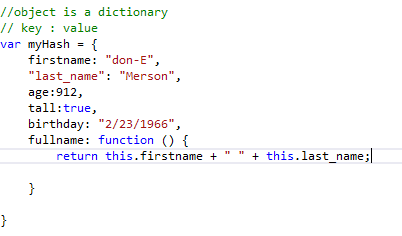 //object is a dictionary
// key : value
var myHash = {
    firstname: "don-E",
    "last_name": "Merson",
    age:912,
    tall:true,
    birthday: "2/23/1966",
    fullname: function () {
        return this.firstname + " " + this.last_name;
    }
}